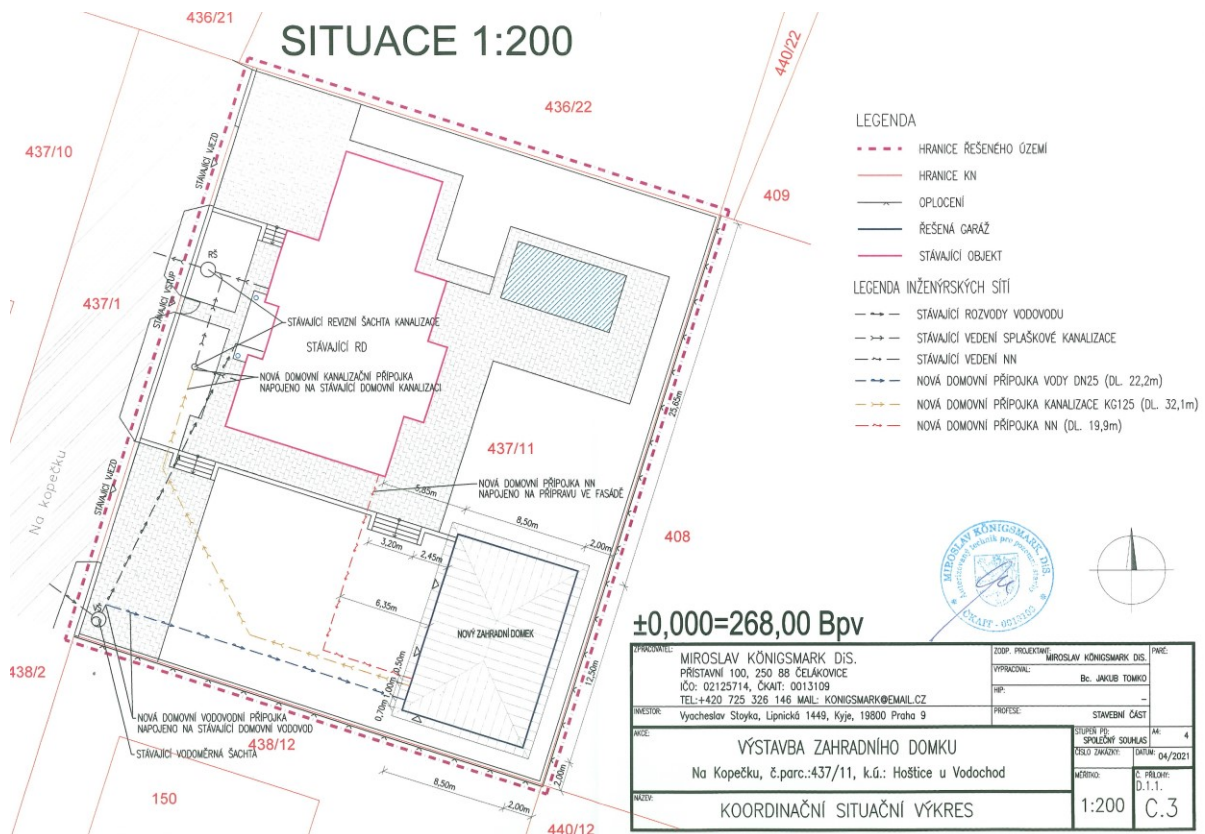 436/21
SITUACE 1:200
440/22
436/22
437/10
409
437/1
STÁVAJÍCÍ VJEZD
STÁVAJÍCÍ VSTUP
STÁVAJÍCÍ VJEZD
RŠ
STÁVAJÍCÍ REVIZNÍ ŠACHTA KANALIZACE
STÁVAJÍCÍ RD
NOVÁ DOMOVNÍ KANALIZAČNÍ PŘÍPOJKA
NAPOJENO NA STÁVAJÍCÍ DOMOVNÍ KANALIZACI
437/11
25,65m
Na kopečku
NOVÁ DOMOVNÍ PŘÍPOJKA NN
NAPOJENO NA PŘÍPRAVU VE FASÁDĚ
5,85m
8,50m
2,00m
3,20m
2,45m
408
6,35m
NOVÝ ZAHRADNÍ DOMEK
VŠ
0,50m
1,00m
0,70m
12,50m
438/2
NOVÁ DOMOVNÍ VODOVODNÍ PŘÍPOJKA
NAPOJENO NA STÁVAJÍCÍ DOMOVNÍ VODOVOD
438/12
STÁVAJÍCÍ VODOMĚRNÁ ŠACHTA
150
8,50m
2,00m
2,00m
440/12
LEGENDA
HRANICE ŘEŠENÉHO ÚZEMÍ
HRANICE KN
OPLOCENÍ
ŘEŠENÁ GARÁŽ
STÁVAJÍCÍ OBJEKT
LEGENDA INŽENÝRSKÝCH SÍTÍ
STÁVAJÍCÍ ROZVODY VODOVODU
STÁVAJÍCÍ VEDENÍ SPLAŠKOVÉ KANALIZACE
STÁVAJÍCÍ VEDENÍ NN
NOVÁ DOMOVNÍ PŘÍPOJKA VODY DN25 (DL. 22,2m)
NOVÁ DOMOVNÍ PŘÍPOJKA KANALIZACE KG125 (DL. 32,1m)
NOVÁ DOMOVNÍ PŘÍPOJKA NN (DL. 19,9m)
MIROSLAV KÖNIGSMARK, DiS.
ČKAIT - 0013109
±0,000=268,00 Bpv
ZPRACOVATEL:
MIROSLAV KÖNIGSMARK DiS.
PŘÍSTAVNÍ 100, 250 88 ČELÁKOVICE
IČO: 02125714, ČKAIT: 0013109
TEL:+420 725 326 146 MAIL: KONIGSMARK@EMAIL.CZ
INVESTOR: Vyacheslav Stoyka, Lipnická 1449, Kyje, 19800 Praha 9
ZODP. PROJEKTANT: MIROSLAV KÖNIGSMARK DIS.
VYPRACOVAL: Bc. JAKUB TOMKO
HIP: –
PROFESE: STAVEBNÍ ČÁST
PARÉ:
AKCE:
VÝSTAVBA ZAHRADNÍHO DOMKU
Na Kopečku, č.parc.:437/11, k.ú.: Hoštice u Vodochod
STUPEŇ PD: SPOLEČNÝ SOUHLAS
A4: 4
ČÍSLO ZAKÁZKY:
DATUM: 04/2021
MĚŘÍTKO: 1:200
Č. PŘÍLOHY:
D.1.1.
C.3
NÁZEV:
KOORDINAČNÍ SITUAČNÍ VÝKRES